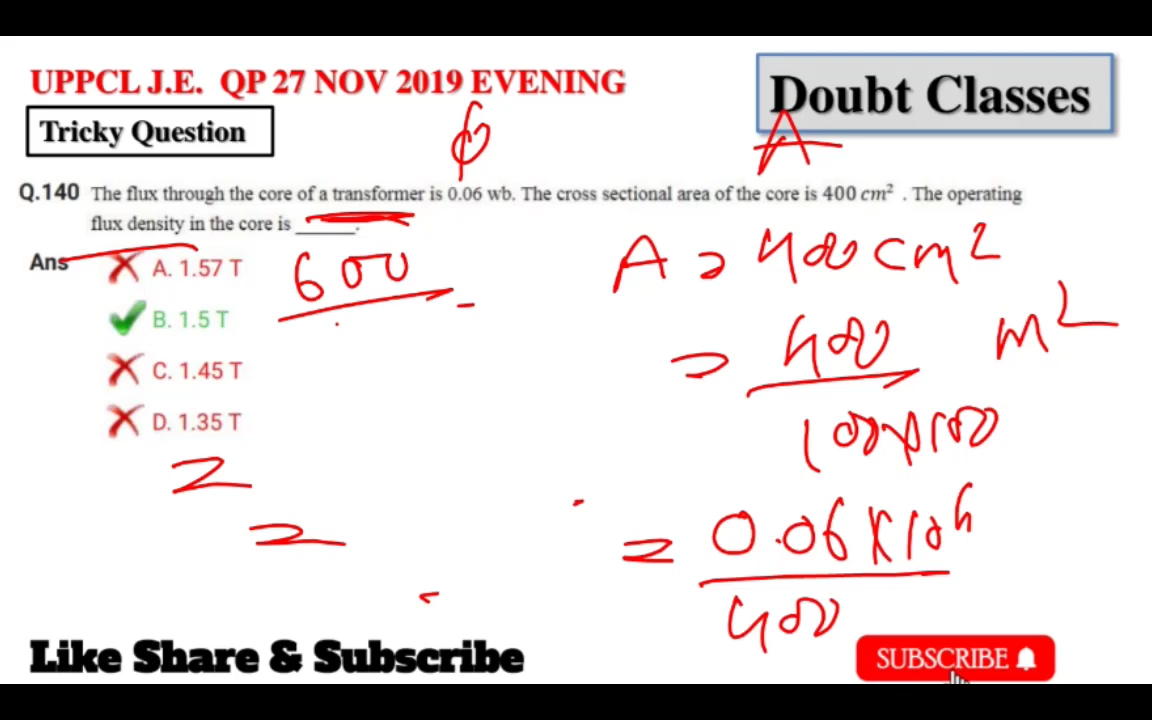 UPPCL J.E. QP 27 NOV 2019 EVENING
Doubt Classes
Tricky Question
ϕ
A
Q.140 The flux through the core of a transformer is 0.06 wb. The cross sectional area of the core is 400 cm² . The operating
flux density in the core is ______.
Ans
A. 1.57 T
B. 1.5 T
C. 1.45 T
D. 1.35 T
600
A = 400 cm²
= 400 m²
100×100
= 0.06×10⁴
400
=
=
Like Share & Subscribe
SUBSCRIBE